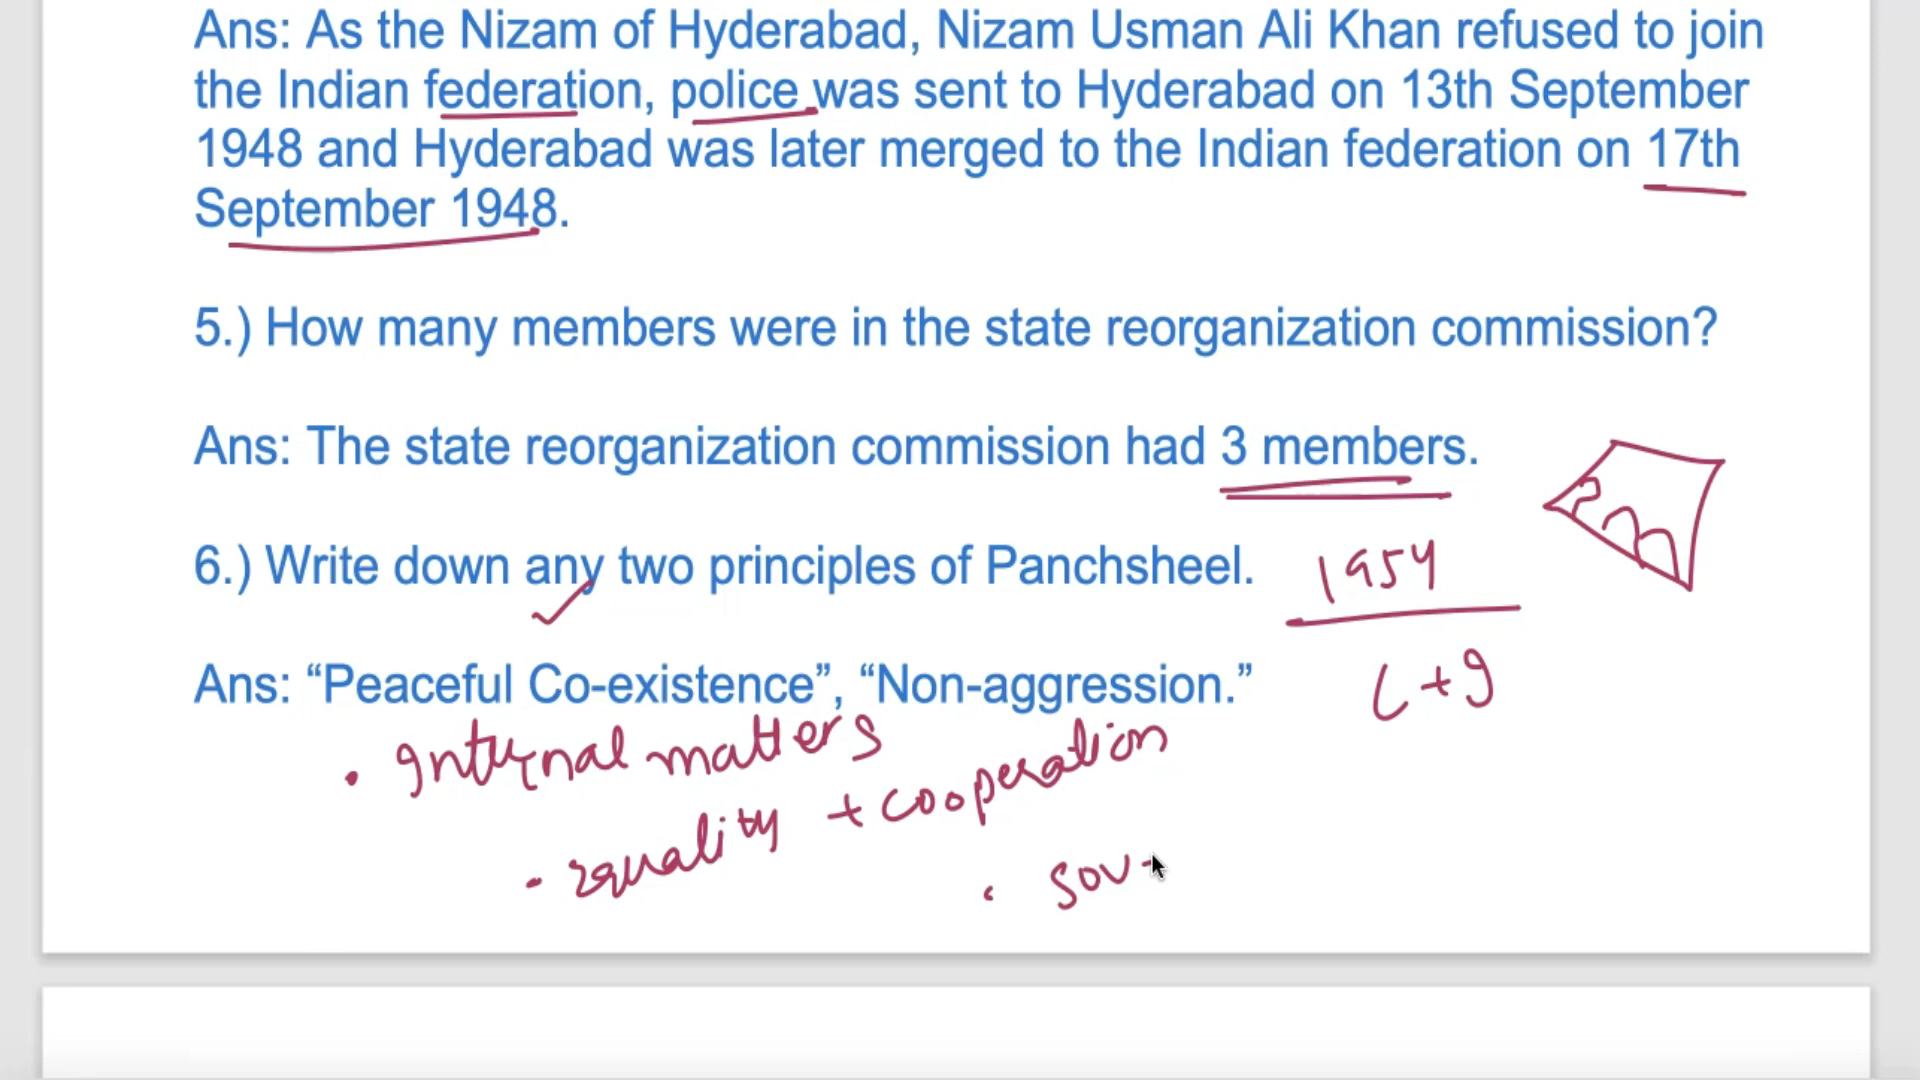 Ans: As the Nizam of Hyderabad, Nizam Usman Ali Khan refused to join
the Indian federation, police was sent to Hyderabad on 13th September
1948 and Hyderabad was later merged to the Indian federation on 17th
September 1948.
5.) How many members were in the state reorganization commission?
Ans: The state reorganization commission had 3 members.
6.) Write down any two principles of Panchsheel.
1954
Ans: “Peaceful Co-existence”, “Non-aggression.”
• Internal matters
- equality + cooperation
• sov